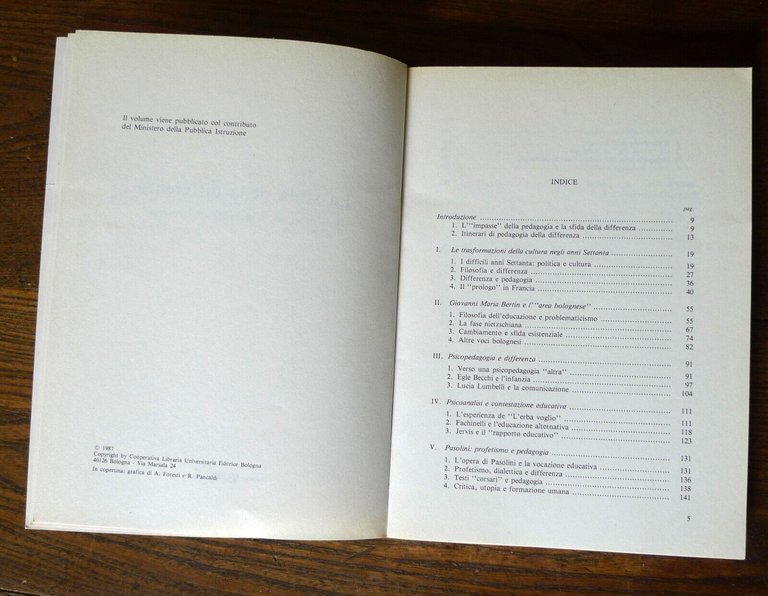 Il volume viene pubblicato col contributo
del Ministero della Pubblica Istruzione
© 1987
Copyright by Cooperativa Libraria Universitaria Editrice Bologna
40126 Bologna - Via Marsala 24
In copertina: grafica di A. Foresti e R. Pancaldi
INDICE
pag.
Introduzione 9
1. L'"impasse" della pedagogia e la sfida della differenza 9
2. Itinerari di pedagogia della differenza 13
I. Le trasformazioni della cultura negli anni Settanta 19
1. I difficili anni Settanta: politica e cultura 19
2. Filosofia e differenza 27
3. Differenza e pedagogia 36
4. Il "prologo" in Francia 40
II. Giovanni Maria Bertin e l'"area bolognese" 55
1. Filosofia dell'educazione e problematicismo 55
2. La fase nietzschiana 67
3. Cambiamento e sfida esistenziale 74
4. Altre voci bolognesi 82
III. Psicopedagogia e differenza 91
1. Verso una psicopedagogia "altra" 91
2. Egle Becchi e l'infanzia 97
3. Lucia Lumbelli e la comunicazione 104
IV. Psicoanalisi e contestazione educativa 111
1. L'esperienza de "L'erba voglio" 111
2. Fachinelli e l'educazione alternativa 118
3. Jervis e il "rapporto educativo" 123
V. Pasolini: profetismo e pedagogia 131
1. L'opera di Pasolini e la vocazione educativa 131
2. Profetismo, dialettica e differenza 136
3. Testi "corsari" e pedagogia 138
4. Critica, utopia e formazione umana 141
5